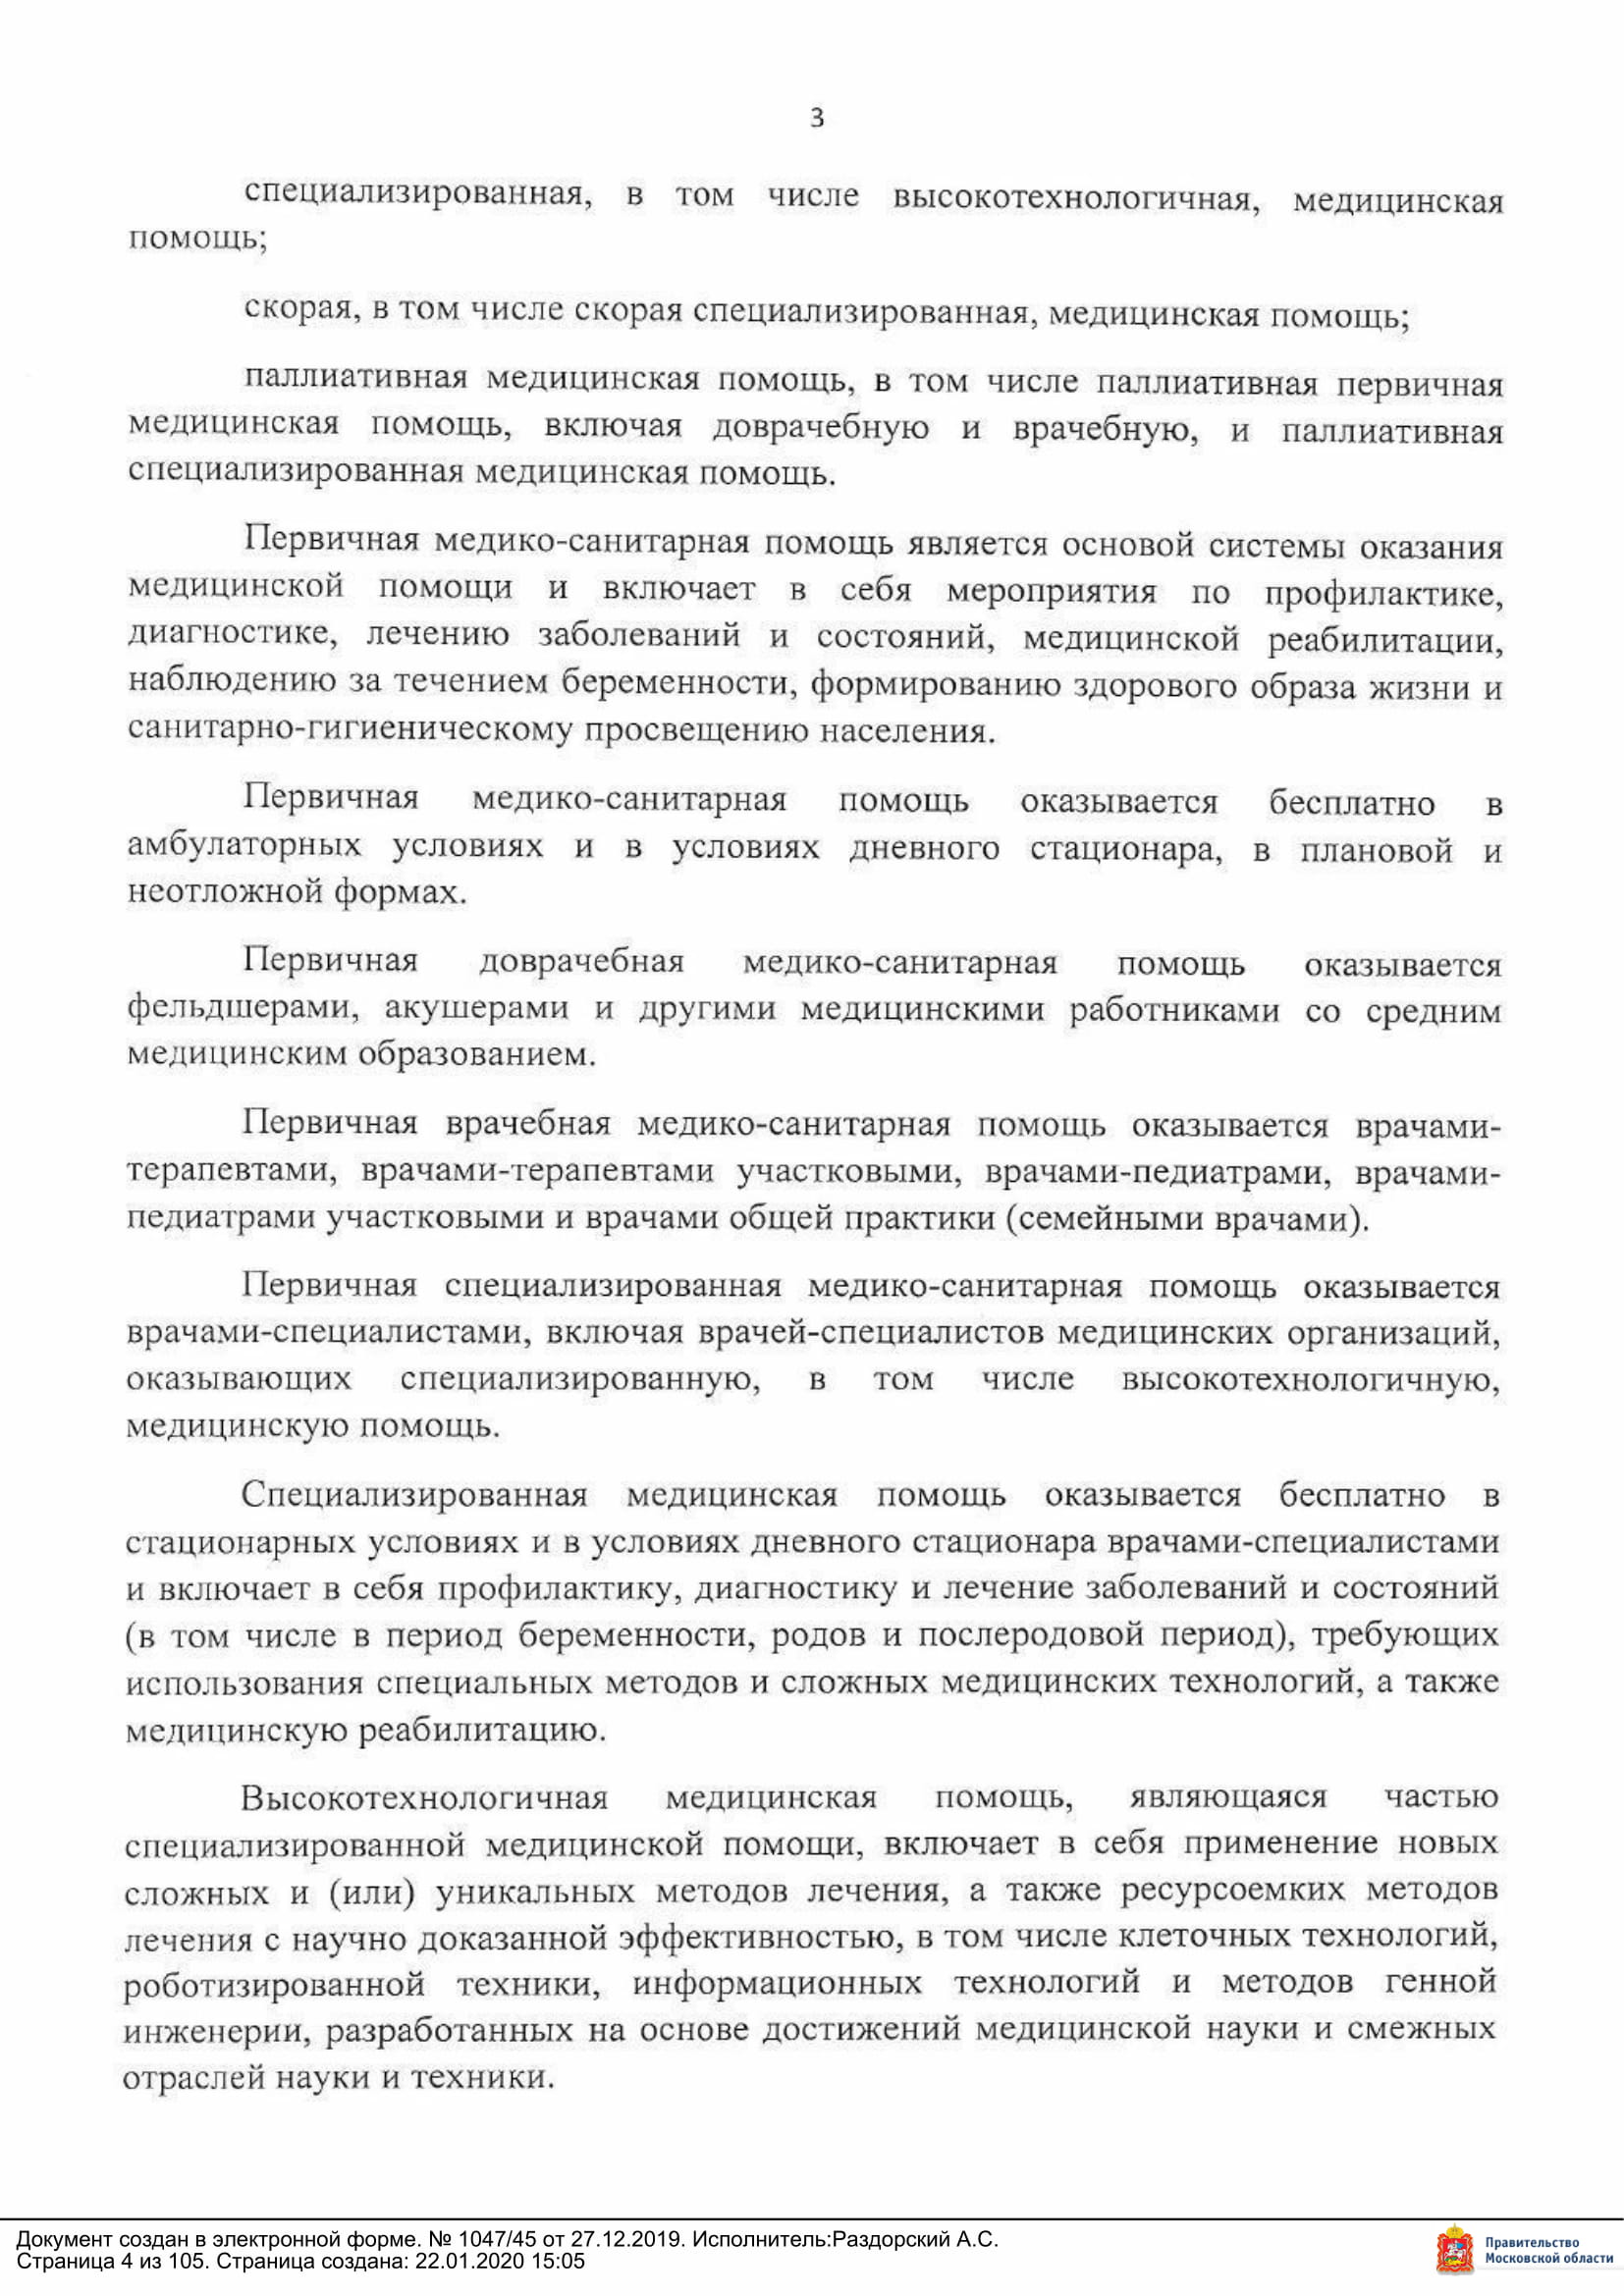 3
специализированная, в том числе высокотехнологичная, медицинская
помощь;
скорая, в том числе скорая специализированная, медицинская помощь;
паллиативная медицинская помощь, в том числе паллиативная первичная
медицинская помощь, включая доврачебную и врачебную, и паллиативная
специализированная медицинская помощь.
Первичная медико-санитарная помощь является основой системы оказания
медицинской помощи и включает в себя мероприятия по профилактике,
диагностике, лечению заболеваний и состояний, медицинской реабилитации,
наблюдению за течением беременности, формированию здорового образа жизни и
санитарно-гигиеническому просвещению населения.
Первичная медико-санитарная помощь оказывается бесплатно в
амбулаторных условиях и в условиях дневного стационара, в плановой и
неотложной формах.
Первичная доврачебная медико-санитарная помощь оказывается
фельдшерами, акушерами и другими медицинскими работниками со средним
медицинским образованием.
Первичная врачебная медико-санитарная помощь оказывается врачами-
терапевтами, врачами-терапевтами участковыми, врачами-педиатрами, врачами-
педиатрами участковыми и врачами общей практики (семейными врачами).
Первичная специализированная медико-санитарная помощь оказывается
врачами-специалистами, включая врачей-специалистов медицинских организаций,
оказывающих специализированную, в том числе высокотехнологичную,
медицинскую помощь.
Специализированная медицинская помощь оказывается бесплатно в
стационарных условиях и в условиях дневного стационара врачами-специалистами
и включает в себя профилактику, диагностику и лечение заболеваний и состояний
(в том числе в период беременности, родов и послеродовой период), требующих
использования специальных методов и сложных медицинских технологий, а также
медицинскую реабилитацию.
Высокотехнологичная медицинская помощь, являющаяся частью
специализированной медицинской помощи, включает в себя применение новых
сложных и (или) уникальных методов лечения, а также ресурсоемких методов
лечения с научно доказанной эффективностью, в том числе клеточных технологий,
роботизированной техники, информационных технологий и методов генной
инженерии, разработанных на основе достижений медицинской науки и смежных
отраслей науки и техники.
Документ создан в электронной форме. № 1047/45 от 27.12.2019. Исполнитель:Раздорский А.С.
Страница 4 из 105. Страница создана: 22.01.2020 15:05
Правительство
Московской области